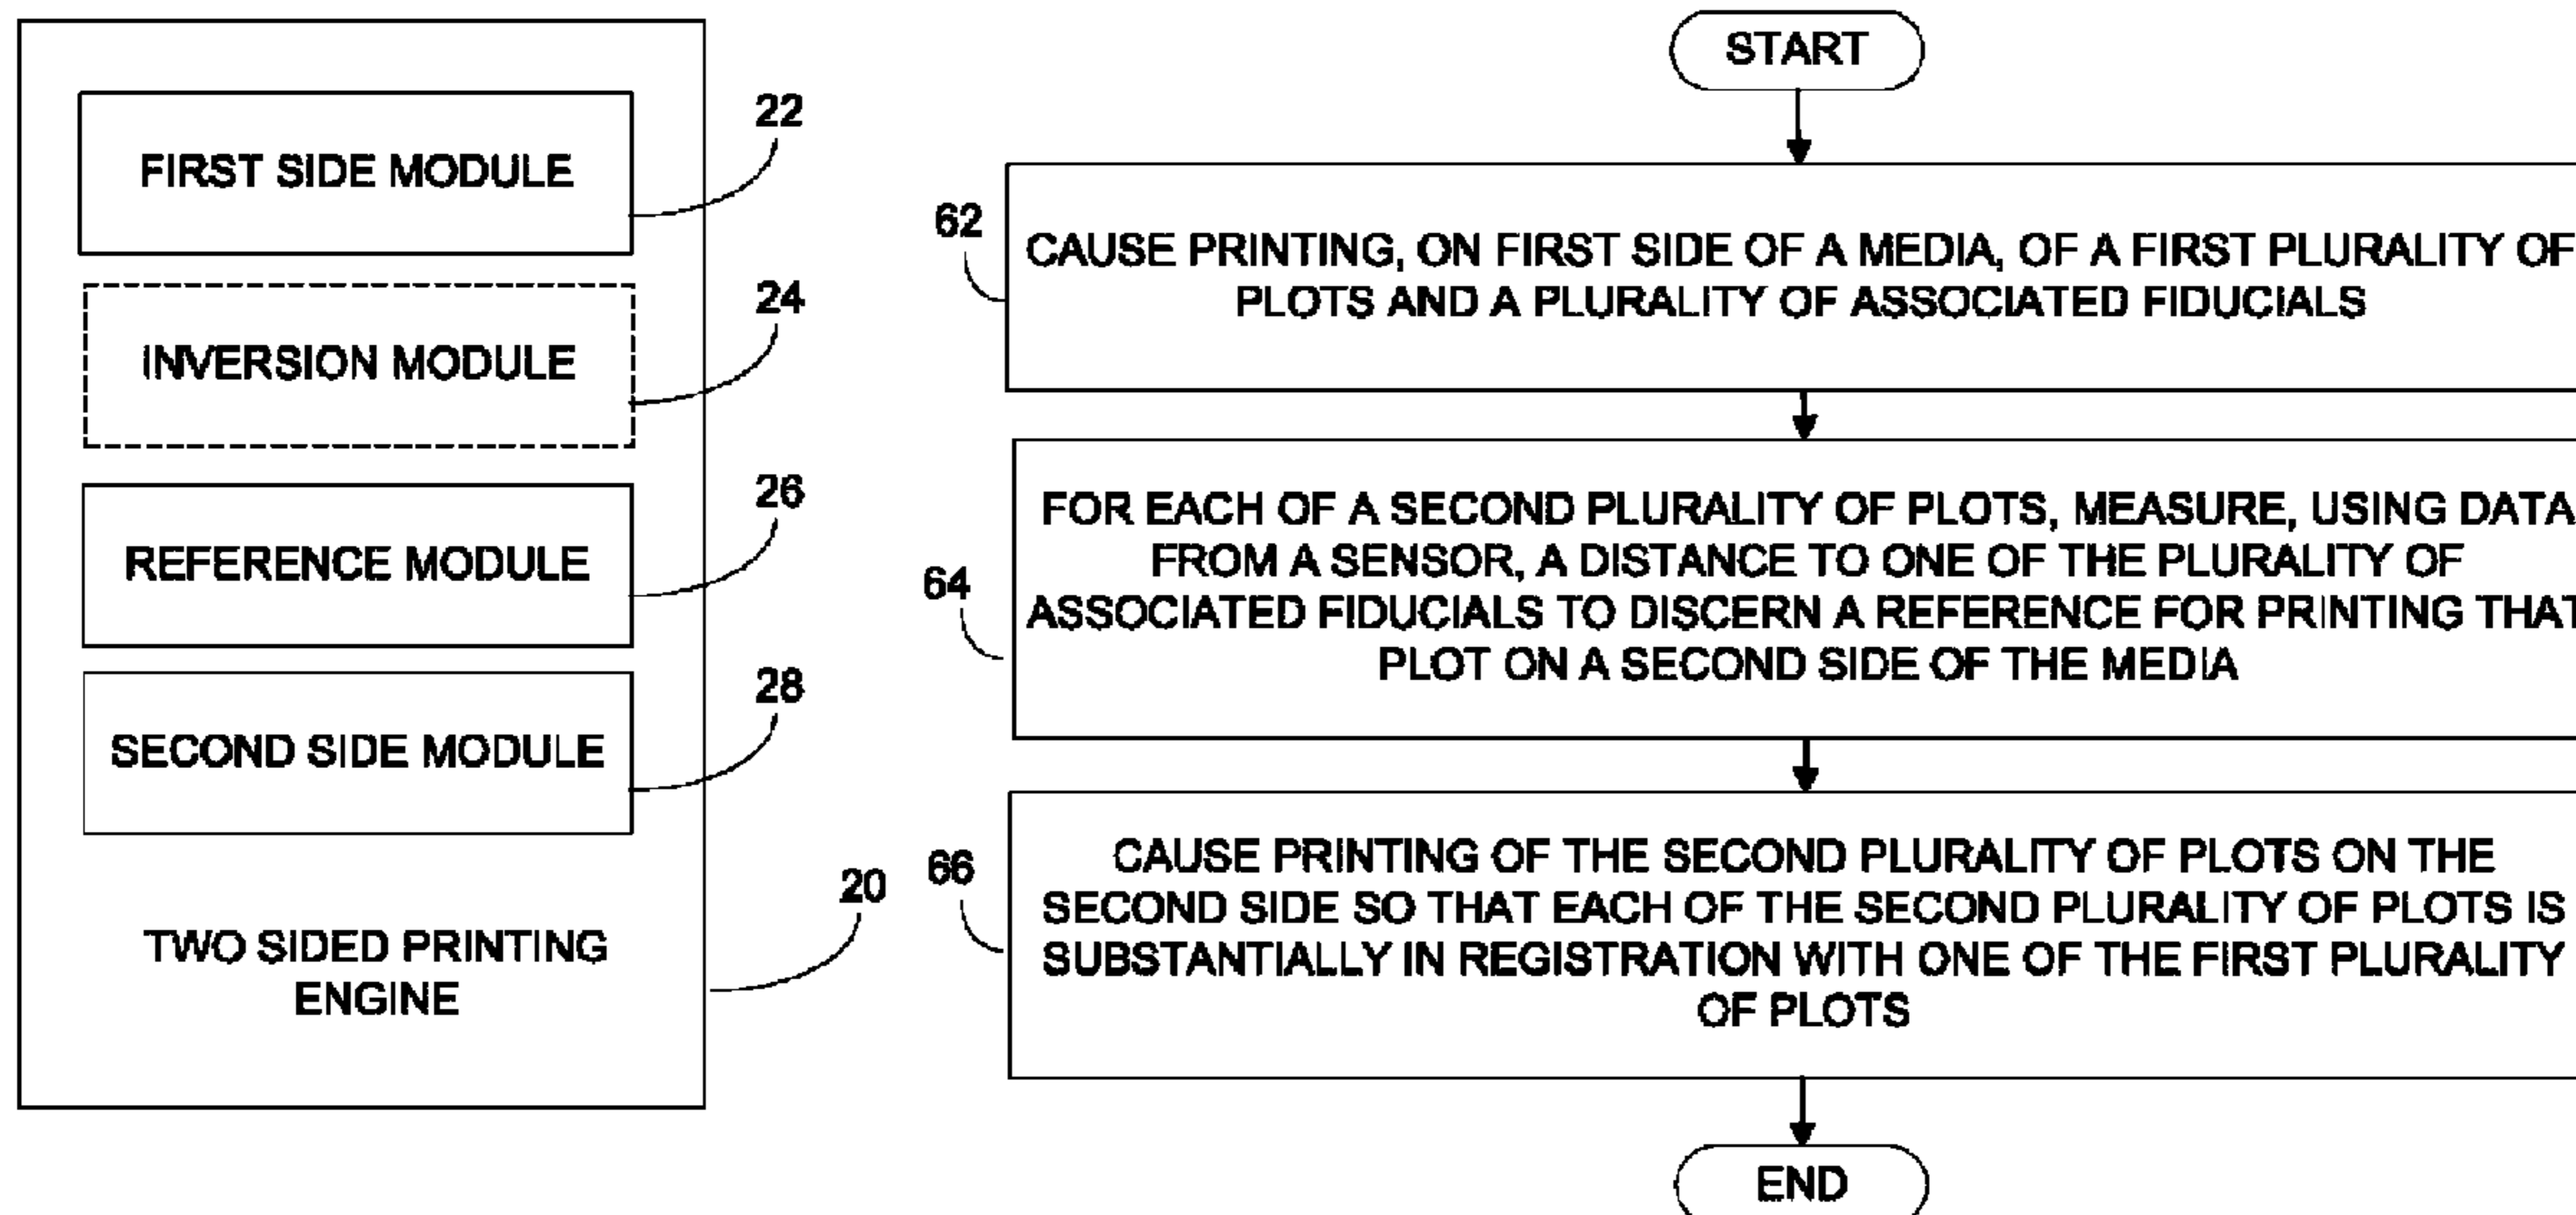 FIRST SIDE MODULE
22
INVERSION MODULE
24
REFERENCE MODULE
26
SECOND SIDE MODULE
28
TWO SIDED PRINTING
ENGINE
20
START
62
CAUSE PRINTING, ON FIRST SIDE OF A MEDIA, OF A FIRST PLURALITY OF
PLOTS AND A PLURALITY OF ASSOCIATED FIDUCIALS
64
FOR EACH OF A SECOND PLURALITY OF PLOTS, MEASURE, USING DATA
FROM A SENSOR, A DISTANCE TO ONE OF THE PLURALITY OF
ASSOCIATED FIDUCIALS TO DISCERN A REFERENCE FOR PRINTING THAT
PLOT ON A SECOND SIDE OF THE MEDIA
66
CAUSE PRINTING OF THE SECOND PLURALITY OF PLOTS ON THE
SECOND SIDE SO THAT EACH OF THE SECOND PLURALITY OF PLOTS IS
SUBSTANTIALLY IN REGISTRATION WITH ONE OF THE FIRST PLURALITY
OF PLOTS
END